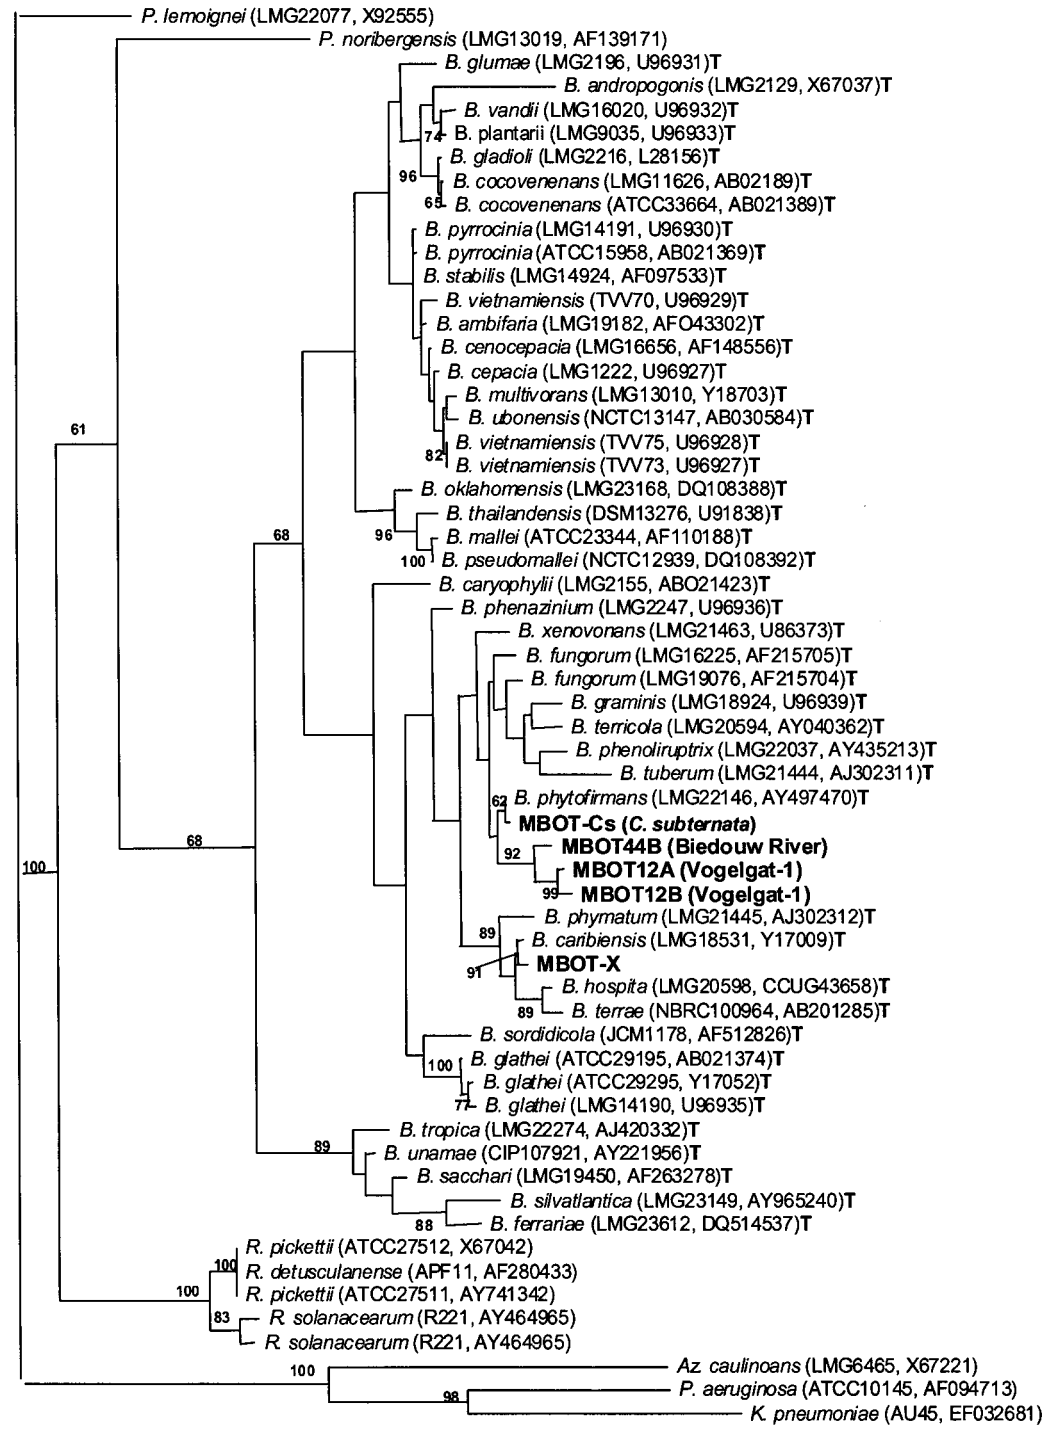 P. lemoignei (LMG22077, X92555)
P. noribergensis (LMG13019, AF139171)
B. glumae (LMG2196, U96931)T
B. andropogonis (LMG2129, X67037)T
B. vandii (LMG16020, U96932)T
74 B. plantarii (LMG9035, U96933)T
B. gladioli (LMG2216, L28156)T
96 B. cocovenenans (LMG11626, AB02189)T
65 B. cocovenenans (ATCC33664, AB021389)T
B. pyrrocinia (LMG14191, U96930)T
B. pyrrocinia (ATCC15958, AB021369)T
B. stabilis (LMG14924, AF097533)T
B. vietnamiensis (TVV70, U96929)T
B. ambifaria (LMG19182, AFO43302)T
B. cenocepacia (LMG16656, AF148556)T
B. cepacia (LMG1222, U96927)T
B. multivorans (LMG13010, Y18703)T
B. ubonensis (NCTC13147, AB030584)T
61
B. vietnamiensis (TVV75, U96928)T
82 B. vietnamiensis (TVV73, U96927)T
B. oklahomensis (LMG23168, DQ108388)T
B. thailandensis (DSM13276, U91838)T
68 96 B. mallei (ATCC23344, AF110188)T
100 B. pseudomallei (NCTC12939, DQ108392)T
B. caryophylii (LMG2155, ABO21423)T
B. phenazinium (LMG2247, U96936)T
B. xenovonans (LMG21463, U86373)T
B. fungorum (LMG16225, AF215705)T
B. fungorum (LMG19076, AF215704)T
B. graminis (LMG18924, U96939)T
B. terricola (LMG20594, AY040362)T
B. phenoliruptrix (LMG22037, AY435213)T
B. tuberum (LMG21444, AJ302311)T
62 B. phytofirmans (LMG22146, AY497470)T
MBOT-Cs (C. subternata)
68 92 MBOT44B (Biedouw River)
100 MBOT12A (Vogelgat-1)
99 MBOT12B (Vogelgat-1)
B. phymatum (LMG21445, AJ302312)T
89 B. caribiensis (LMG18531, Y17009)T
91 MBOT-X
B. hospita (LMG20598, CCUG43658)T
89 B. terrae (NBRC100964, AB201285)T
B. sordidicola (JCM1178, AF512826)T
100 B. glathei (ATCC29195, AB021374)T
B. glathei (ATCC29295, Y17052)T
77 B. glathei (LMG14190, U96935)T
B. tropica (LMG22274, AJ420332)T
89 B. unamae (CIP107921, AY221956)T
B. sacchari (LMG19450, AF263278)T
B. silvatlantica (LMG23149, AY965240)T
88 B. ferrariae (LMG23612, DQ514537)T
R. pickettii (ATCC27512, X67042)
100 R. detusculanense (APF11, AF280433)
100 R. pickettii (ATCC27511, AY741342)
83 R solanacearum (R221, AY464965)
R solanacearum (R221, AY464965)
100 Az caulinoans (LMG6465, X67221)
98 P. aeruginosa (ATCC10145, AF094713)
K. pneumoniae (AU45, EF032681)